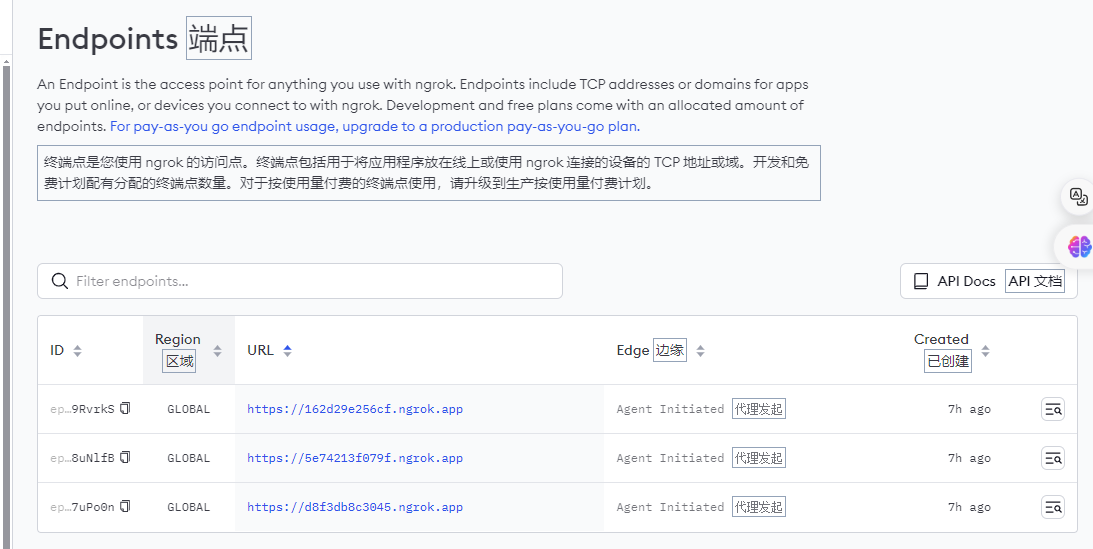 Endpoints 端点
An Endpoint is the access point for anything you use with ngrok. Endpoints include TCP addresses or domains for apps
you put online, or devices you connect to with ngrok. Development and free plans come with an allocated amount of
endpoints. For pay-as-you go endpoint usage, upgrade to a production pay-as-you-go plan.
终端点是您使用 ngrok 的访问点。终端点包括用于将应用程序放在线上或使用 ngrok 连接的设备的 TCP 地址或域。开发和免
费计划配有分配的终端点数量。对于按使用量付费的终端点使用，请升级到生产按使用量付费计划。
Filter endpoints...
API Docs API 文档
ID Region 区域 URL Edge 边缘 Created 已创建
ep…9RvrkS GLOBAL https://162d29e256cf.ngrok.app Agent Initiated 代理发起 7h ago
ep…8uNlfB GLOBAL https://5e74213f079f.ngrok.app Agent Initiated 代理发起 7h ago
ep…7uPo0n GLOBAL https://d8f3db8c3045.ngrok.app Agent Initiated 代理发起 7h ago